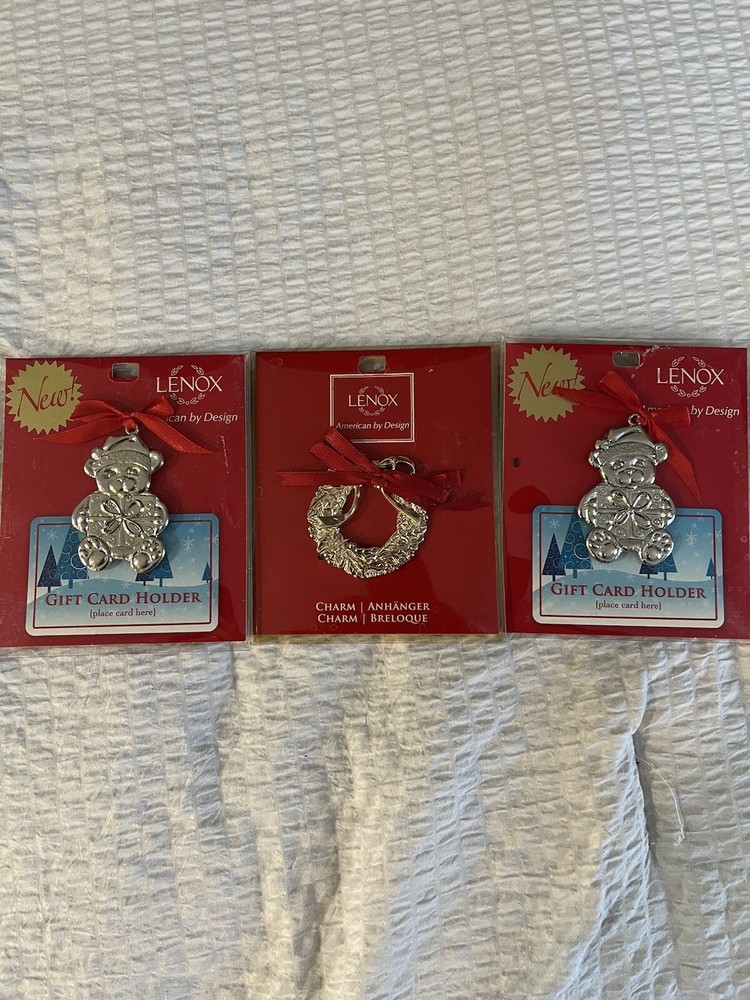 New!
LENOX
ican by Design
GIFT CARD HOLDER
{place card here}
LENOX
American by Design
CHARM | ANHÄNGER
CHARM | BRELOQUE
New!
LENOX
American by Design
GIFT CARD HOLDER
{place card here}